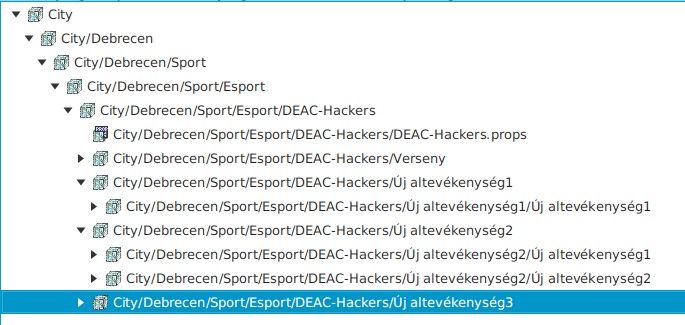 City
City/Debrecen
City/Debrecen/Sport
City/Debrecen/Sport/Esport
City/Debrecen/Sport/Esport/DEAC-Hackers
City/Debrecen/Sport/Esport/DEAC-Hackers/DEAC-Hackers.props
City/Debrecen/Sport/Esport/DEAC-Hackers/Verseny
City/Debrecen/Sport/Esport/DEAC-Hackers/Új altevékenység1
City/Debrecen/Sport/Esport/DEAC-Hackers/Új altevékenység1/Új altevékenység1
City/Debrecen/Sport/Esport/DEAC-Hackers/Új altevékenység2
City/Debrecen/Sport/Esport/DEAC-Hackers/Új altevékenység2/Új altevékenység1
City/Debrecen/Sport/Esport/DEAC-Hackers/Új altevékenység2/Új altevékenység2
City/Debrecen/Sport/Esport/DEAC-Hackers/Új altevékenység3